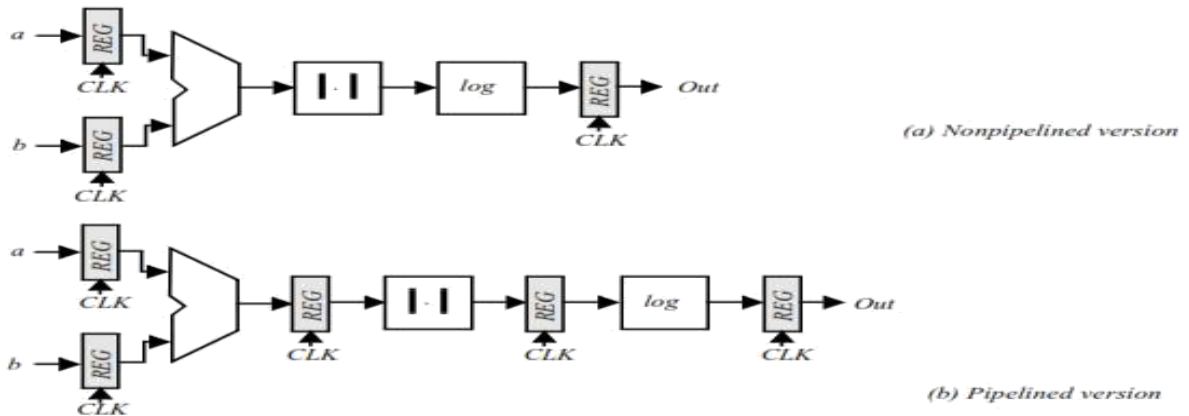 a
REG
CLK
b
REG
CLK
| . |
log
REG
CLK
Out
(a) Nonpipelined version
a
REG
CLK
b
REG
CLK
REG
CLK
| . |
REG
CLK
log
REG
CLK
Out
(b) Pipelined version